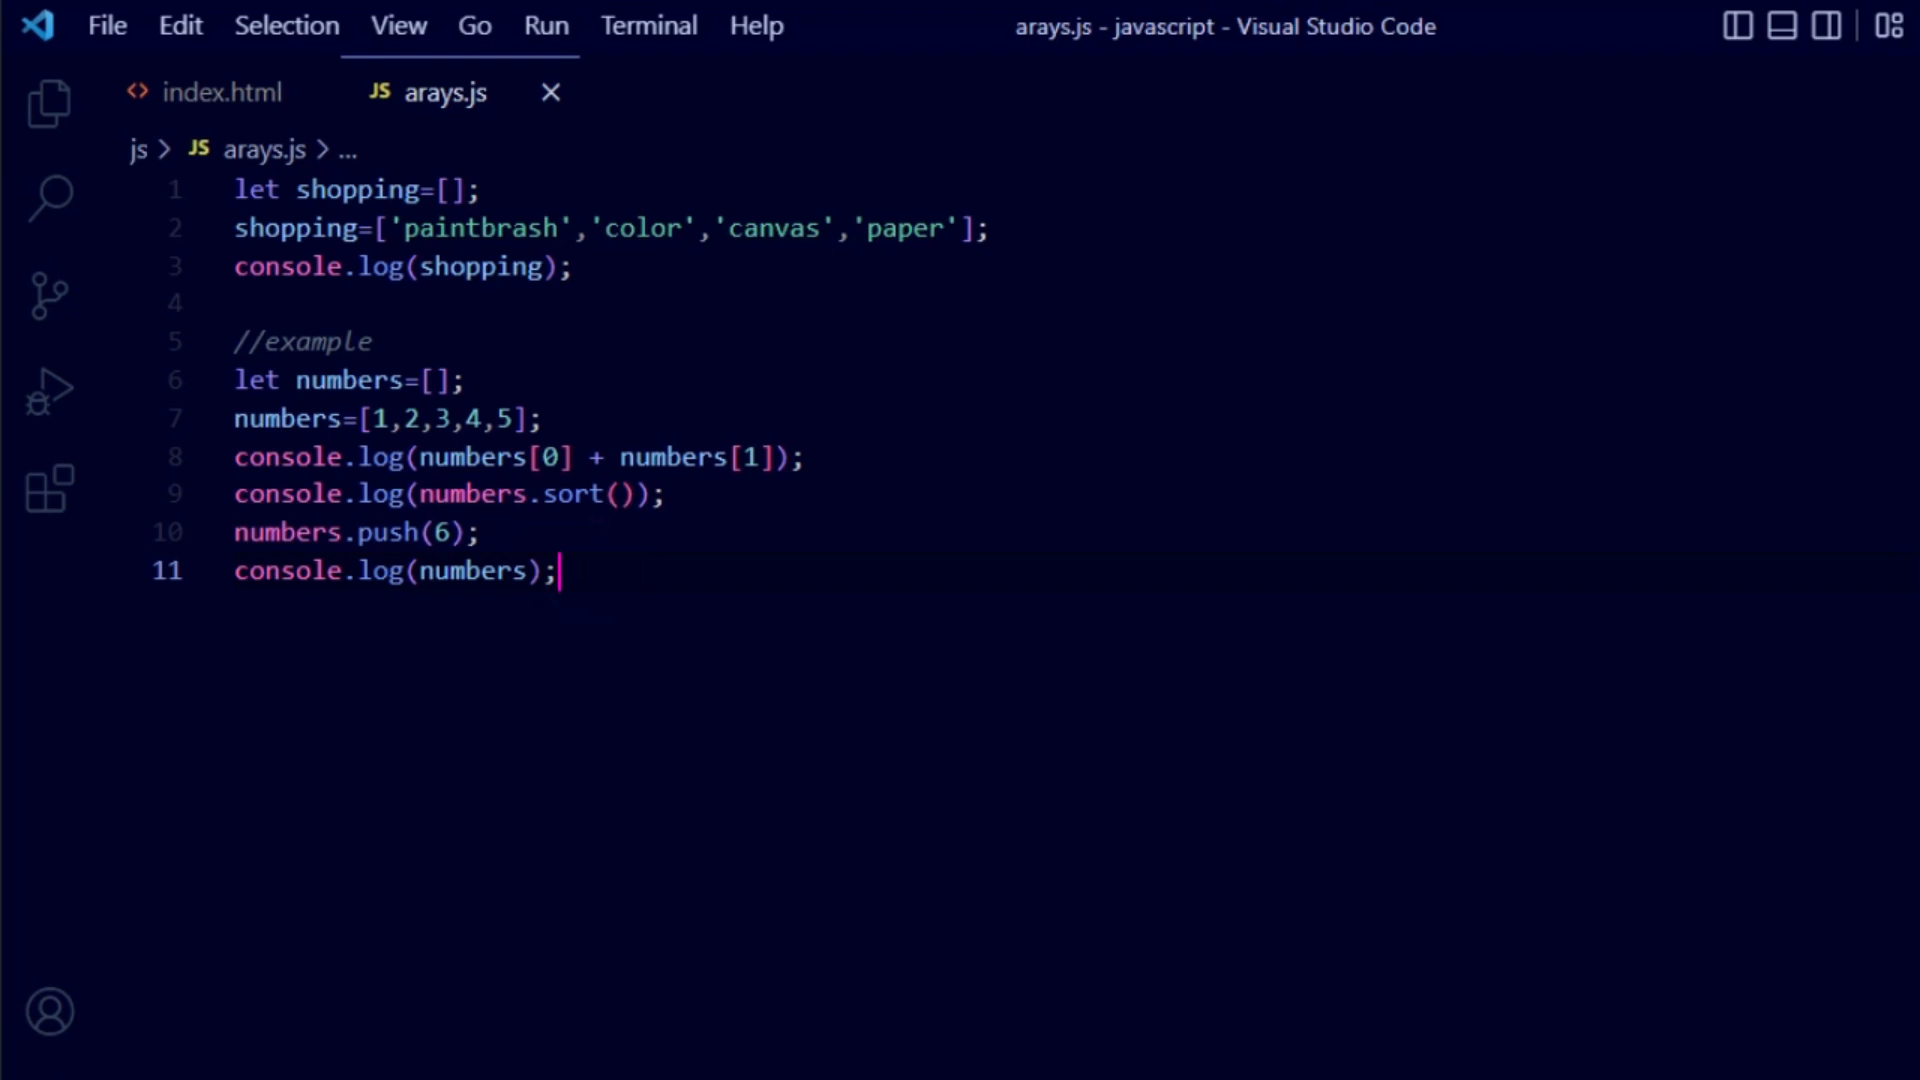 File Edit Selection View Go Run Terminal Help arays.js - javascript - Visual Studio Code
<> index.html JS arays.js ×
js > JS arays.js > ...
1 let shopping=[];
2 shopping=['paintbrash','color','canvas','paper'];
3 console.log(shopping);
4
5 //example
6 let numbers=[];
7 numbers=[1,2,3,4,5];
8 console.log(numbers[0] + numbers[1]);
9 console.log(numbers.sort());
10 numbers.push(6);
11 console.log(numbers);